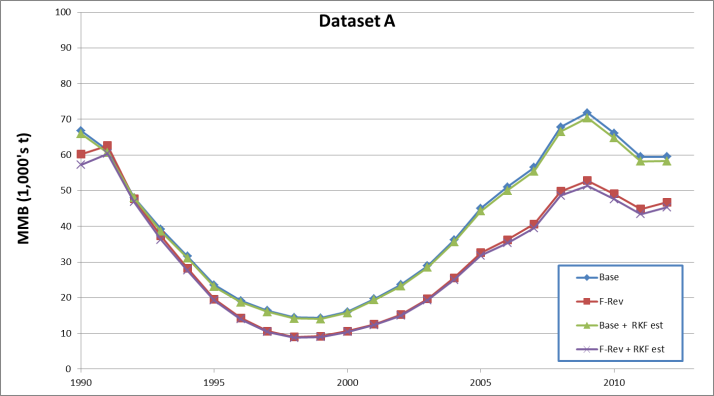 Dataset A
MMB (1,000's t)
100
90
80
70
60
50
40
30
20
10
0
1990 1995 2000 2005 2010
Base
F-Rev
Base + RKF est
F-Rev + RKF est